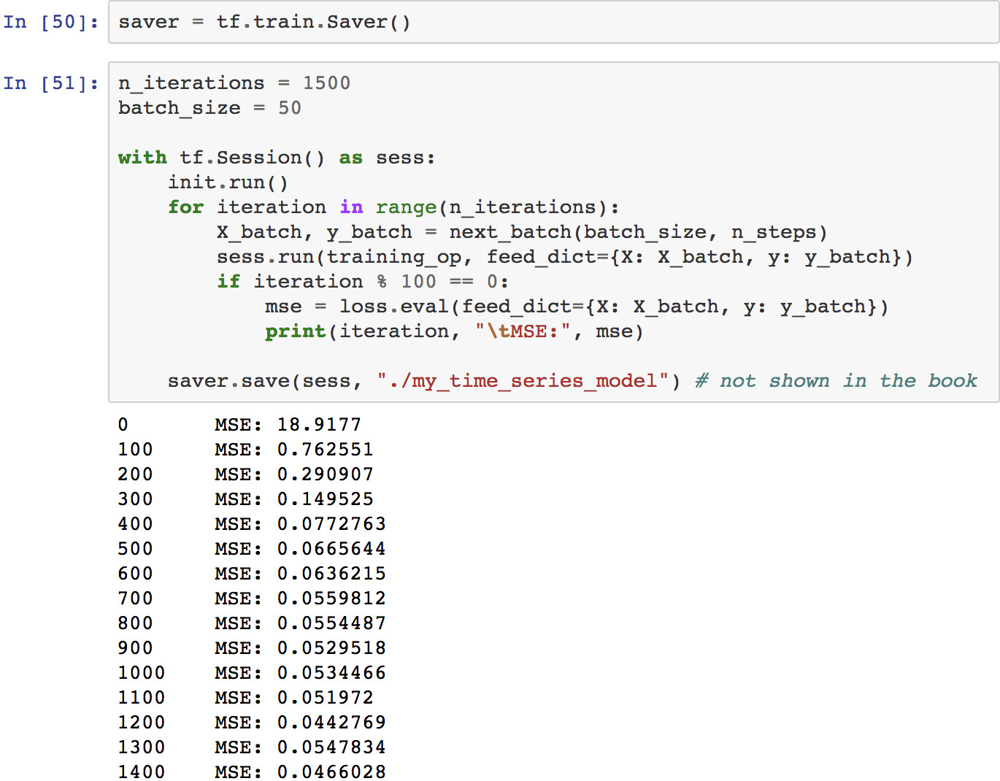 In [50]: saver = tf.train.Saver()
In [51]: n_iterations = 1500
batch_size = 50
with tf.Session() as sess:
    init.run()
    for iteration in range(n_iterations):
        X_batch, y_batch = next_batch(batch_size, n_steps)
        sess.run(training_op, feed_dict={X: X_batch, y: y_batch})
        if iteration % 100 == 0:
            mse = loss.eval(feed_dict={X: X_batch, y: y_batch})
            print(iteration, "\tMSE:", mse)
    saver.save(sess, "./my_time_series_model") # not shown in the book
0       MSE: 18.9177
100     MSE: 0.762551
200     MSE: 0.290907
300     MSE: 0.149525
400     MSE: 0.0772763
500     MSE: 0.0665644
600     MSE: 0.0636215
700     MSE: 0.0559812
800     MSE: 0.0554487
900     MSE: 0.0529518
1000    MSE: 0.0534466
1100    MSE: 0.051972
1200    MSE: 0.0442769
1300    MSE: 0.0547834
1400    MSE: 0.0466028